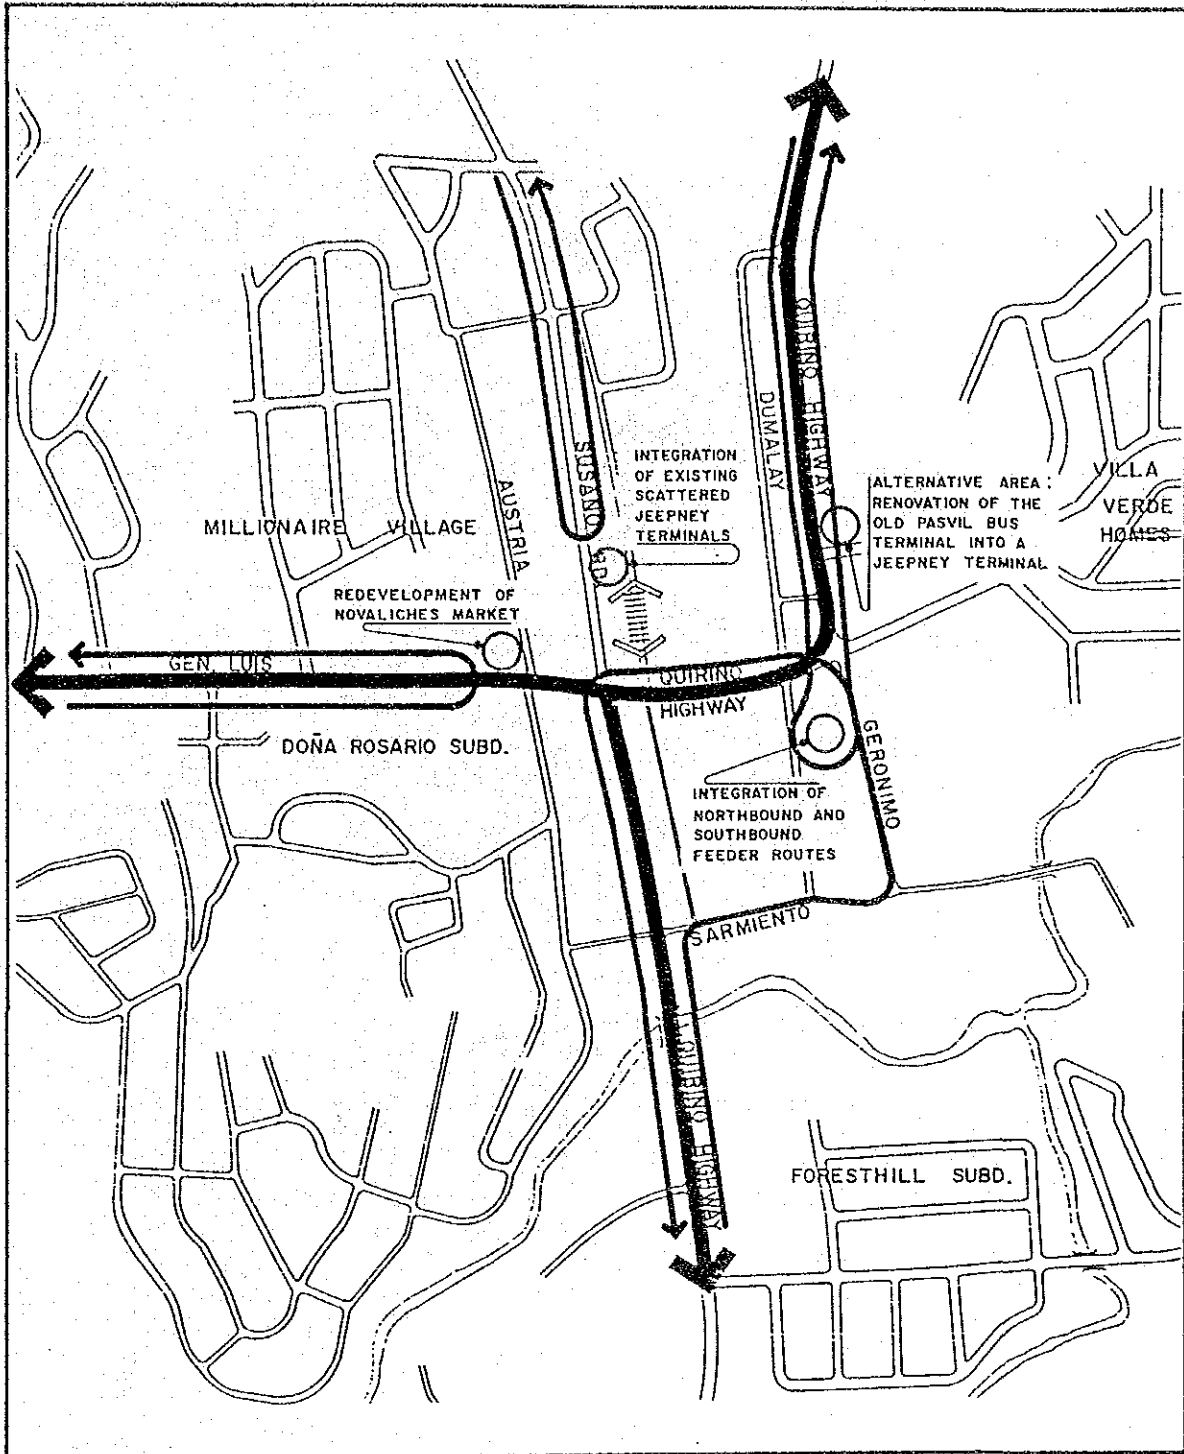 QUIRINO HIGHWAY
DUMALAY
SUSANO RD.
INTEGRATION
OF EXISTING
SCATTERED
JEEPNEY
TERMINALS
AUSTRIA
ALTERNATIVE AREA:
RENOVATION OF THE
OLD PASVIL BUS
TERMINAL INTO A
JEEPNEY TERMINAL
VILLA
VERDE
HOMES
MILLIONAIRE VILLAGE
REDEVELOPMENT OF
NOVALICHES MARKET
GEN. LUIS
QUIRINO
HIGHWAY
DOÑA ROSARIO SUBD.
GERONIMO
INTEGRATION OF
NORTHBOUND AND
SOUTHBOUND
FEEDER ROUTES
SARMIENTO
QUIRINO HIGHWAY
FORESTHILL SUBD.